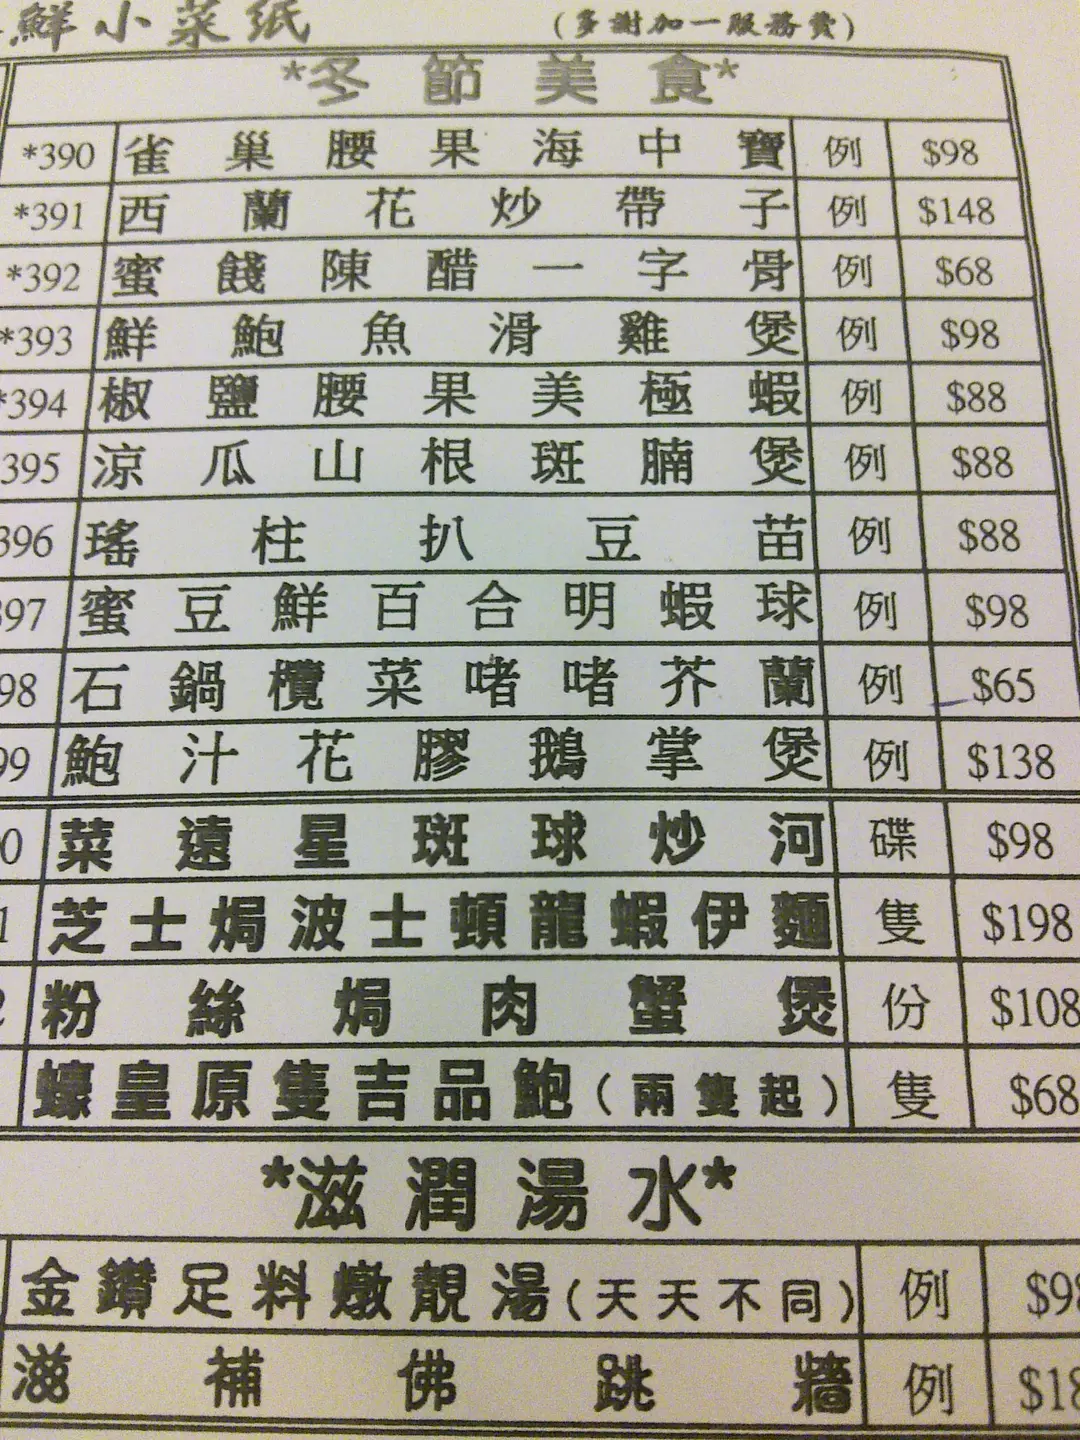 鮮小菜紙 (多謝加一服務費)
*冬節美食*
*390 雀巢腰果海中寶 例 $98
*391 西蘭花炒帶子 例 $148
*392 蜜餞陳醋一字骨 例 $68
*393 鮮鮑魚滑雞煲 例 $98
*394 椒鹽腰果美極蝦 例 $88
395 涼瓜山根斑腩煲 例 $88
396 瑤柱扒豆苗 例 $88
397 蜜豆鮮百合明蝦球 例 $98
98 石鍋欖菜啫啫芥蘭 例 $65
99 鮑汁花膠鵝掌煲 例 $138
0 菜遠星斑球炒河 碟 $98
1 芝士焗波士頓龍蝦伊麵 隻 $198
2 粉絲焗肉蟹煲 份 $108
蠔皇原隻吉品鮑(兩隻起) 隻 $68
*滋潤湯水*
金鑽足料燉靚湯(天天不同) 例 $98
滋補佛跳牆 例 $18